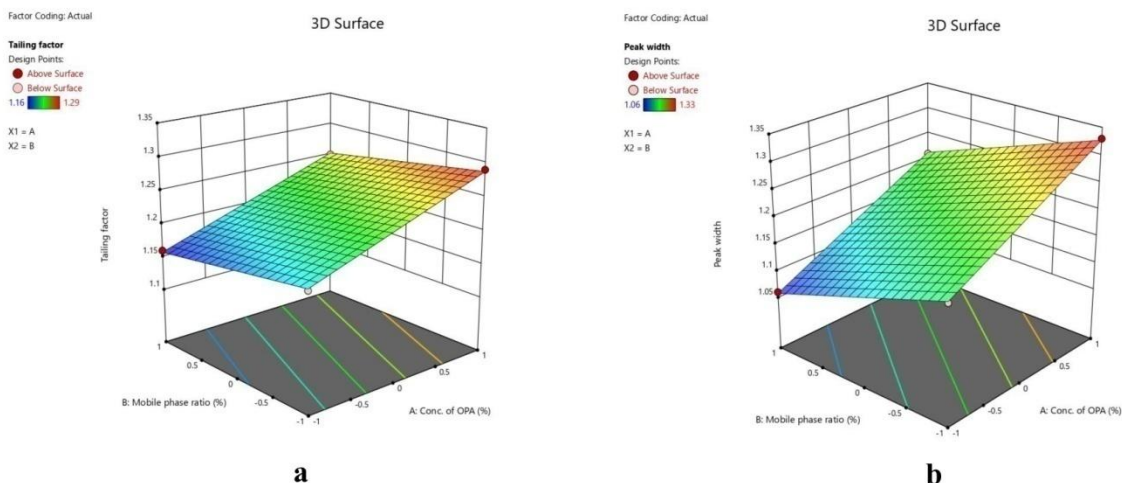 Factor Coding: Actual
3D Surface
Tailing factor
Design Points:
Above Surface
Below Surface
1.16 1.29
X1 = A
X2 = B
1.35
1.3
1.25
1.2
1.15
1.1
Tailing factor
1
0.5
0
-0.5
-1
B: Mobile phase ratio (%)
-1
-0.5
0
0.5
1
A: Conc. of OPA (%)
a
Factor Coding: Actual
3D Surface
Peak width
Design Points:
Above Surface
Below Surface
1.06 1.33
X1 = A
X2 = B
1.35
1.3
1.25
1.2
1.15
1.1
1.05
Peak width
1
0.5
0
-0.5
-1
B: Mobile phase ratio (%)
-1
-0.5
0
0.5
1
A: Conc. of OPA (%)
b